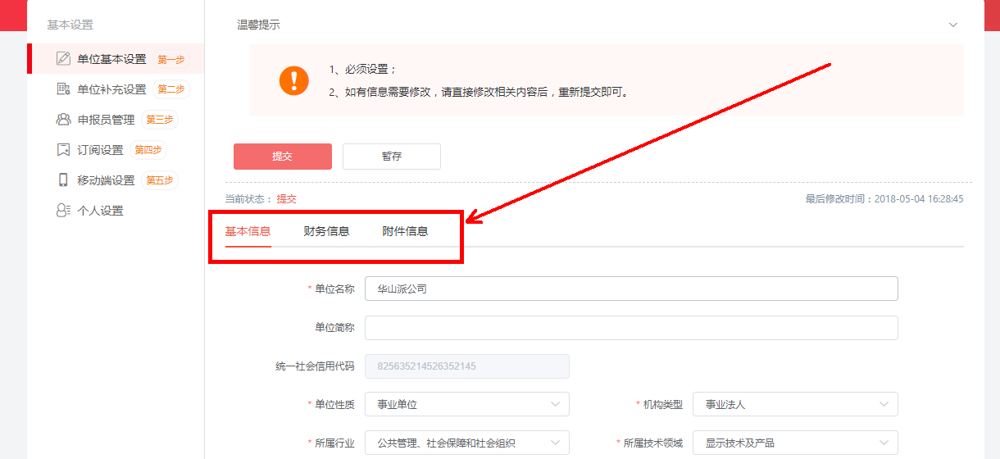 基本设置
单位基本设置 第一步
单位补充设置 第二步
申报员管理 第三步
订阅设置 第四步
移动端设置 第五步
个人设置
温馨提示
1、必须设置；
2、如有信息需要修改，请直接修改相关内容后，重新提交即可。
提交 暂存
当前状态： 提交 最后修改时间：2018-05-04 16:28:45
基本信息 财务信息 附件信息
* 单位名称 华山派公司
单位简称
统一社会信用代码 825635214526352145
* 单位性质 事业单位 * 机构类型 事业法人
* 所属行业 公共管理、社会保障和社会组织 * 所属技术领域 显示技术及产品